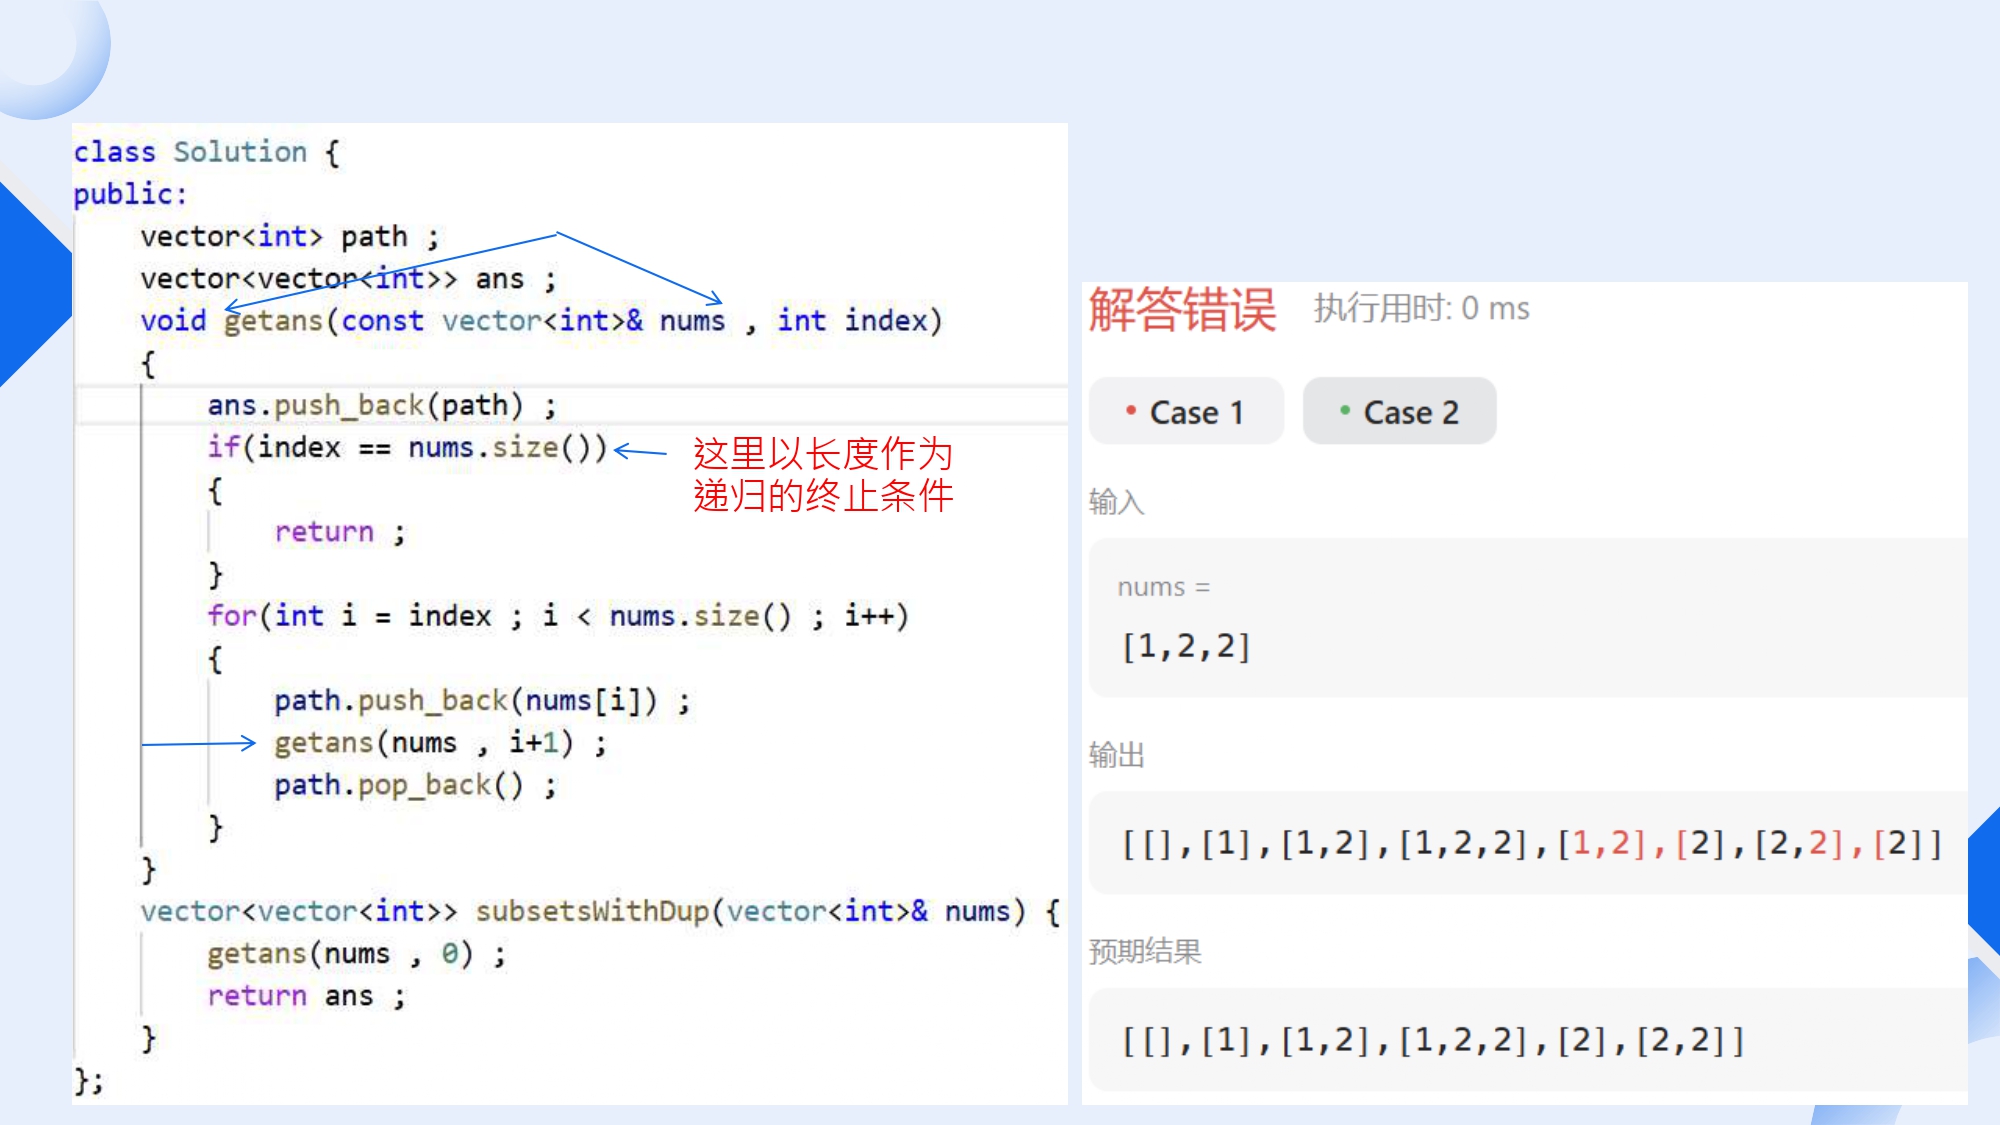 class Solution {
public:
    vector<int> path ;
    vector<vector<int>> ans ;
    void getans(const vector<int>& nums , int index)
    {
        ans.push_back(path) ;
        if(index == nums.size())
        {
            return ;
        }
        for(int i = index ; i < nums.size() ; i++)
        {
            path.push_back(nums[i]) ;
            getans(nums , i+1) ;
            path.pop_back() ;
        }
    }
    vector<vector<int>> subsetsWithDup(vector<int>& nums) {
        getans(nums , 0) ;
        return ans ;
    }
};
这里以长度作为
递归的终止条件
解答错误 执行用时: 0 ms
• Case 1 • Case 2
输入
nums =
[1,2,2]
输出
[[],[1],[1,2],[1,2,2],[1,2],[2],[2,2],[2]]
预期结果
[[],[1],[1,2],[1,2,2],[2],[2,2]]